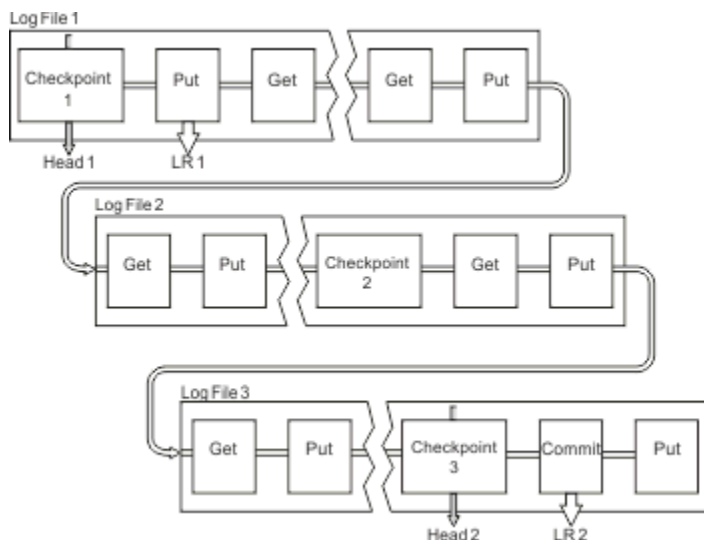 Log File 1
Checkpoint
1
Put
Get
Get
Put
Head 1
LR 1
Log File 2
Get
Put
Checkpoint
2
Get
Put
Log File 3
Get
Put
Checkpoint
3
Commit
Put
Head 2
LR 2